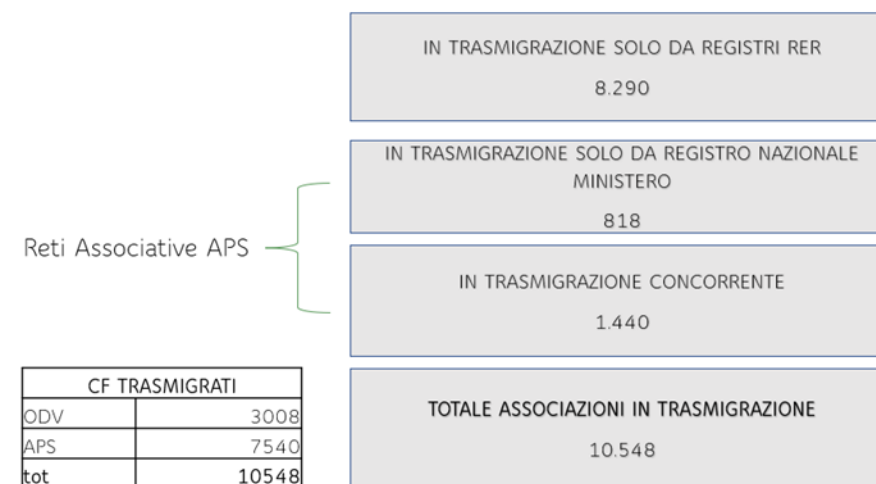 IN TRASMIGRAZIONE SOLO DA REGISTRI RER
8.290
IN TRASMIGRAZIONE SOLO DA REGISTRO NAZIONALE
MINISTERO
818
Reti Associative APS
IN TRASMIGRAZIONE CONCORRENTE
1.440
CF TRASMIGRATI
ODV 3008
APS 7540
tot 10548
TOTALE ASSOCIAZIONI IN TRASMIGRAZIONE
10.548